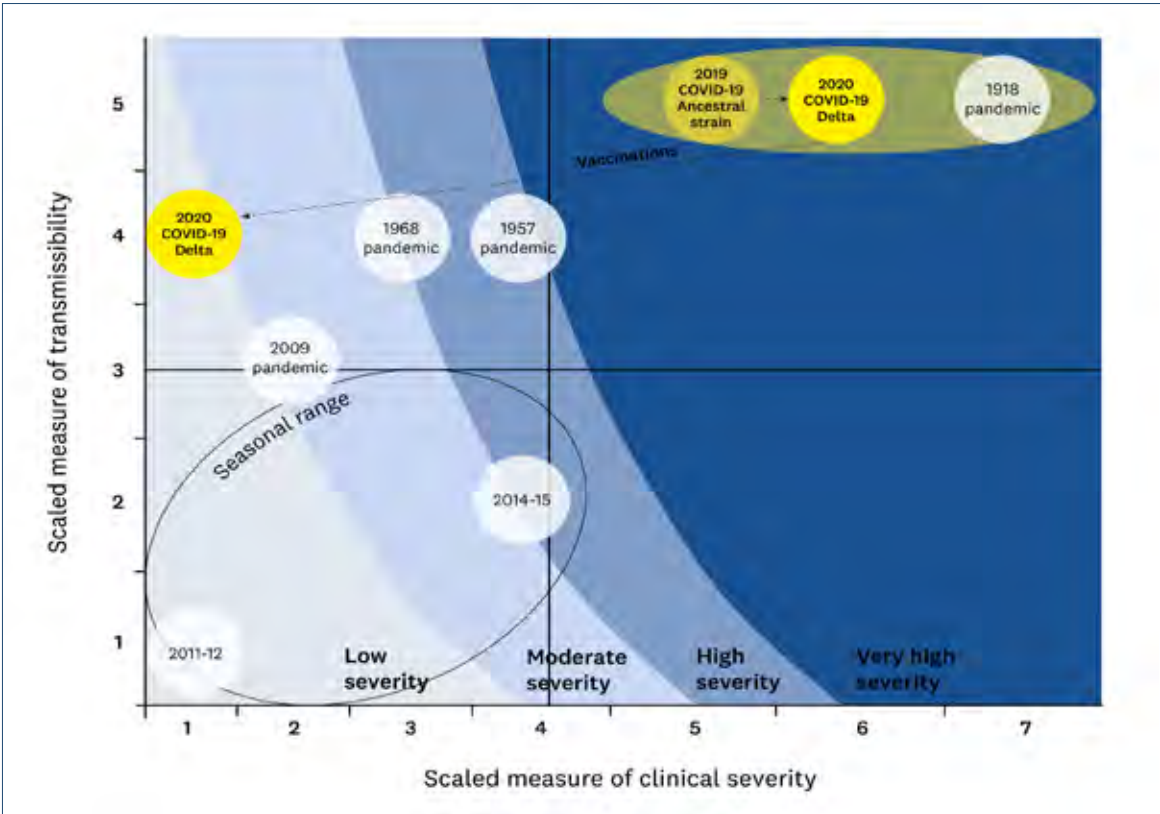 Scaled measure of transmissibility
5
4
3
2
1
2019
COVID-19
Ancestral
strain
2020
COVID-19
Delta
1918
pandemic
Vaccinations
2020
COVID-19
Delta
1968
pandemic
1957
pandemic
2009
pandemic
Seasonal range
2014-15
2011-12
Low
severity
Moderate
severity
High
severity
Very high
severity
1
2
3
4
5
6
7
Scaled measure of clinical severity